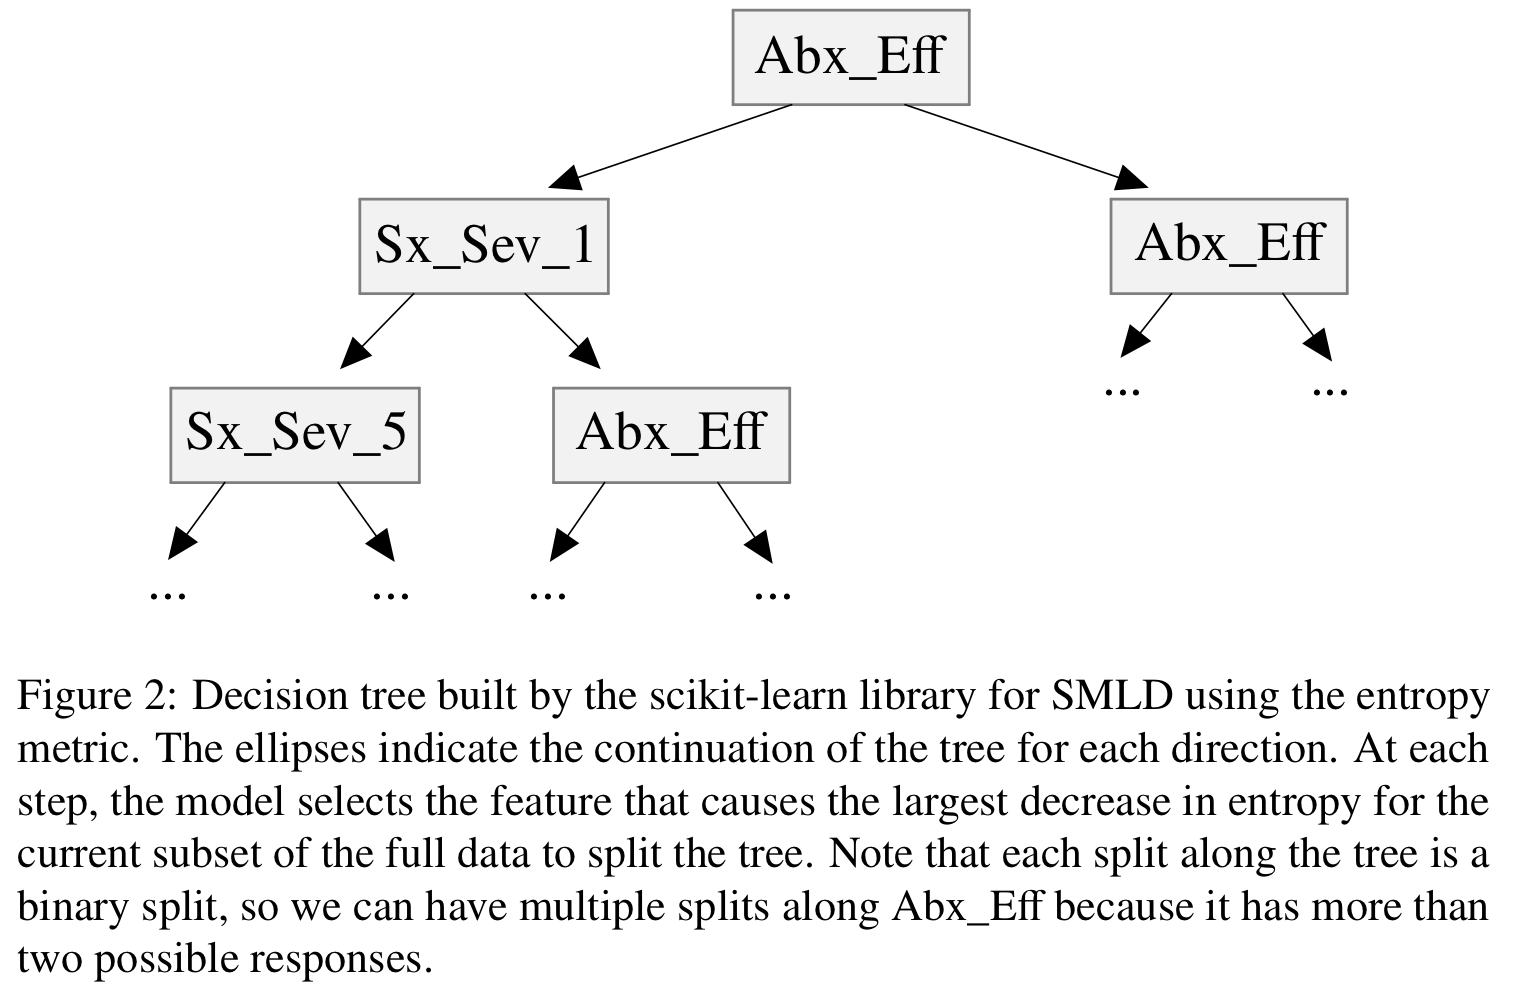 Abx_Eff
Sx_Sev_1
Abx_Eff
Sx_Sev_5
Abx_Eff
...
...
...
...
...
...
Figure 2: Decision tree built by the scikit-learn library for SMLD using the entropy
metric. The ellipses indicate the continuation of the tree for each direction. At each
step, the model selects the feature that causes the largest decrease in entropy for the
current subset of the full data to split the tree. Note that each split along the tree is a
binary split, so we can have multiple splits along Abx_Eff because it has more than
two possible responses.